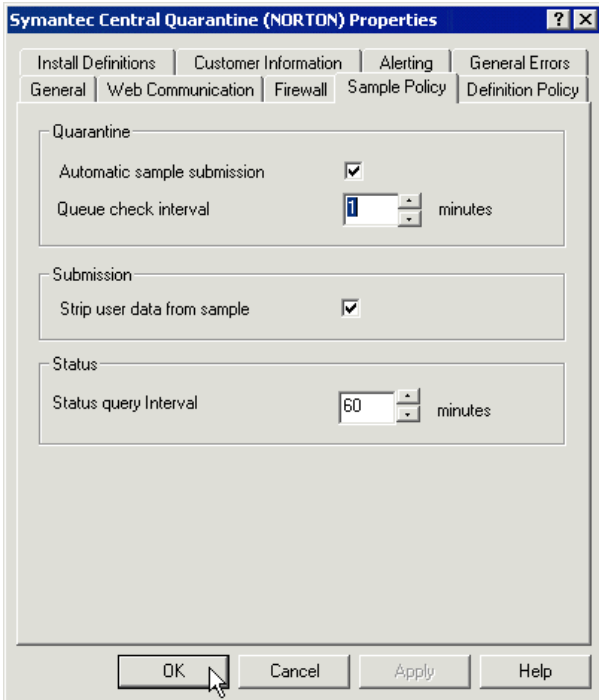 Symantec Central Quarantine (NORTON) Properties
Install Definitions Customer Information Alerting General Errors
General Web Communication Firewall Sample Policy Definition Policy
Quarantine
Automatic sample submission
Queue check interval 1 minutes
Submission
Strip user data from sample
Status
Status query Interval 60 minutes
OK Cancel Apply Help